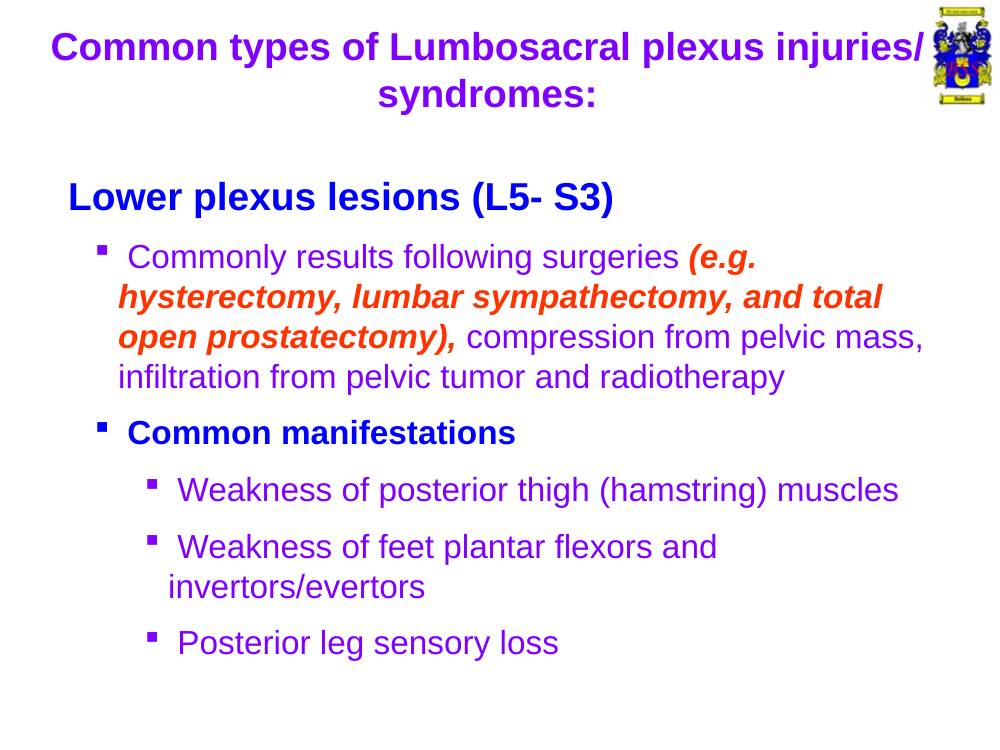 Common types of Lumbosacral plexus injuries/
syndromes:
Lower plexus lesions (L5- S3)
▪ Commonly results following surgeries (e.g.
hysterectomy, lumbar sympathectomy, and total
open prostatectomy), compression from pelvic mass,
infiltration from pelvic tumor and radiotherapy
▪ Common manifestations
▪ Weakness of posterior thigh (hamstring) muscles
▪ Weakness of feet plantar flexors and
invertors/evertors
▪ Posterior leg sensory loss